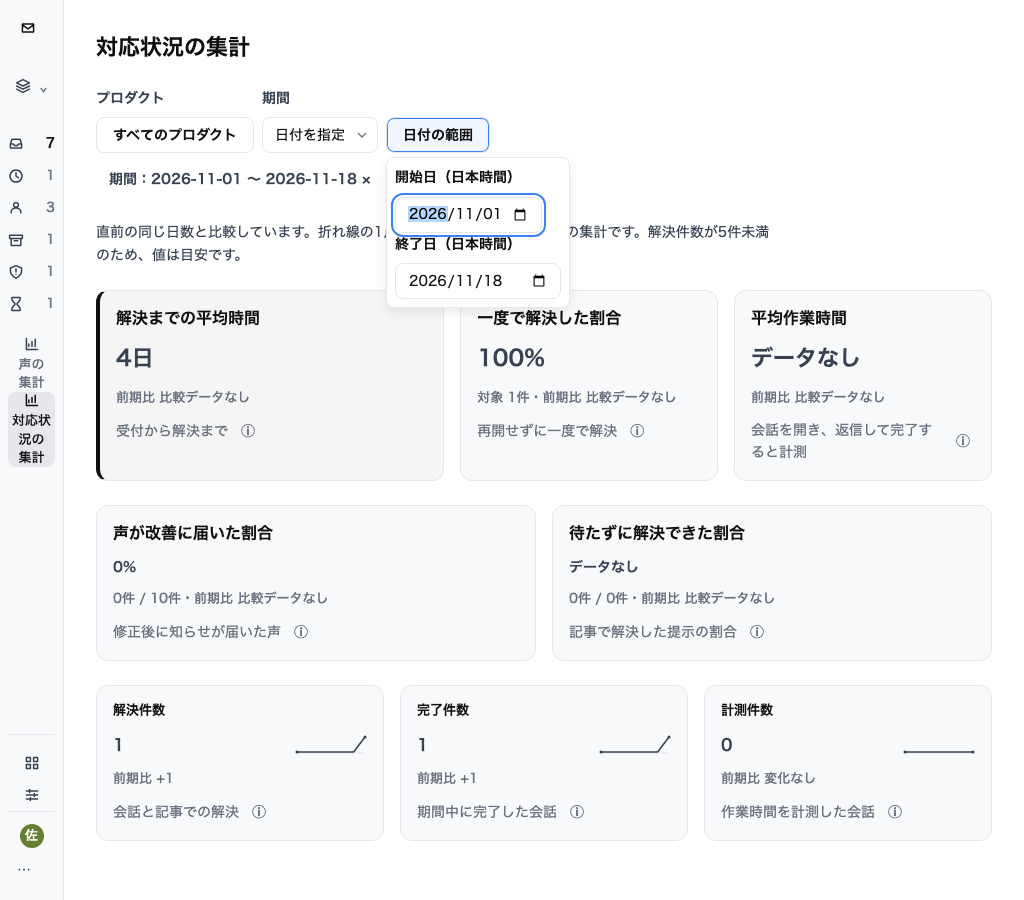 対応状況の集計
プロダクト
期間
すべてのプロダクト
日付を指定
日付の範囲
期間：2026-11-01 〜 2026-11-18 ×
開始日（日本時間）
2026/11/01
終了日（日本時間）
2026/11/18
直前の同じ日数と比較しています。折れ線の1
の集計です。解決件数が5件未満
のため、値は目安です。
7
1
3
1
1
1
声の
集計
対応状
況の
集計
佐
…
解決までの平均時間
4日
前期比 比較データなし
受付から解決まで
一度で解決した割合
100%
対象 1件・前期比 比較データなし
再開せずに一度で解決
平均作業時間
データなし
前期比 比較データなし
会話を開き、返信して完了す
ると計測
声が改善に届いた割合
0%
0件 / 10件・前期比 比較データなし
修正後に知らせが届いた声
待たずに解決できた割合
データなし
0件 / 0件・前期比 比較データなし
記事で解決した提示の割合
解決件数
1
前期比 +1
会話と記事での解決
完了件数
1
前期比 +1
期間中に完了した会話
計測件数
0
前期比 変化なし
作業時間を計測した会話